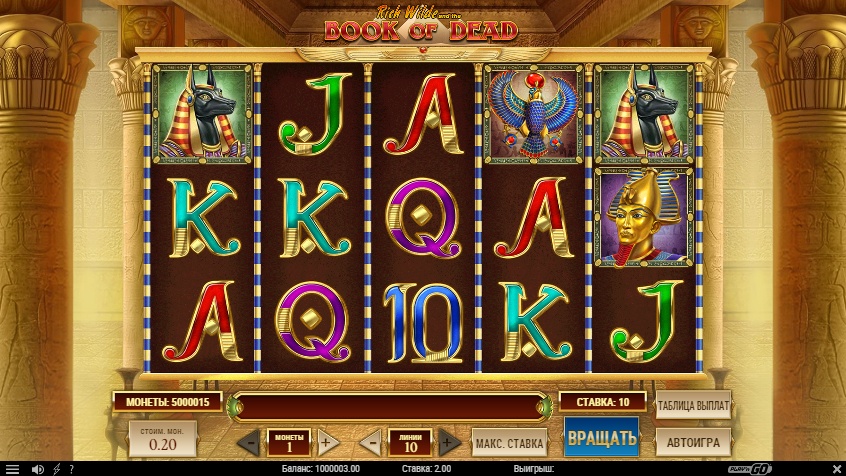 Rich Wilde and the
BOOK OF DEAD
J A
K K Q A
A Q 10 K J
МОНЕТЫ: 5000015
СТАВКА: 10
ТАБЛИЦА ВЫПЛАТ
СТОИМ. МОН.
0.20
- МОНЕТЫ 1 +
- ЛИНИИ 10 +
МАКС. СТАВКА
ВРАЩАТЬ
АВТОИГРА
? Баланс: 1000003.00 Ставка: 2.00 Выигрыш: PLAY'N GO